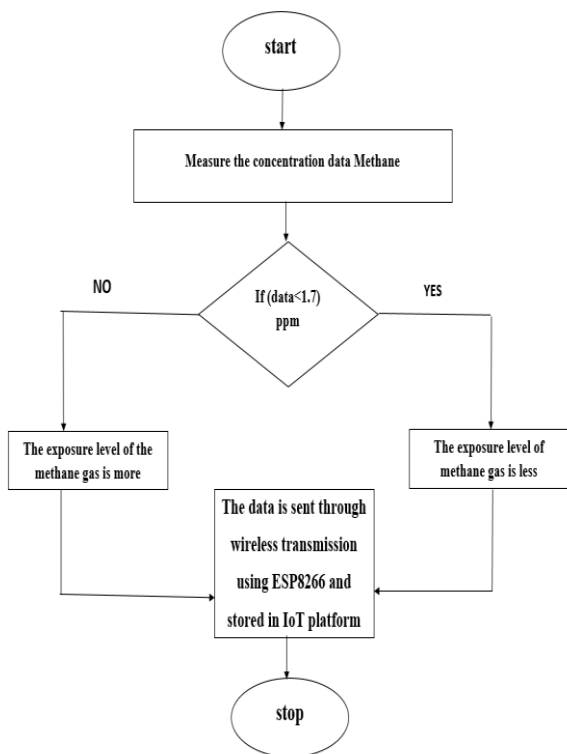 start
Measure the concentration data Methane
If (data<1.7)
ppm
NO
YES
The exposure level of the
methane gas is more
The exposure level of
methane gas is less
The data is sent through
wireless transmission
using ESP8266 and
stored in IoT platform
stop